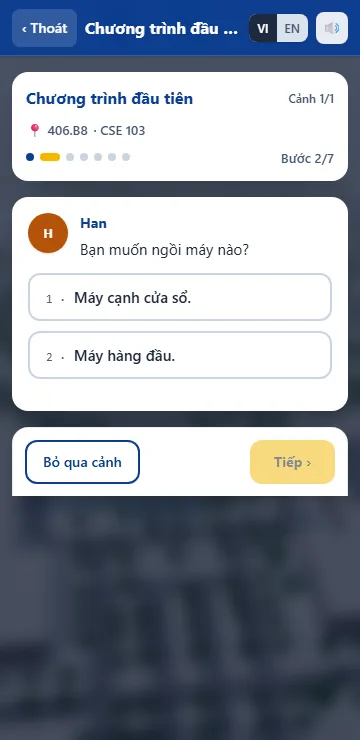 ‹ Thoát
Chương trình đầu ...
VI
EN
Chương trình đầu tiên
Cảnh 1/1
406.B8 · CSE 103
Bước 2/7
H
Han
Bạn muốn ngồi máy nào?
1 · Máy cạnh cửa sổ.
2 · Máy hàng đầu.
Bỏ qua cảnh
Tiếp ›